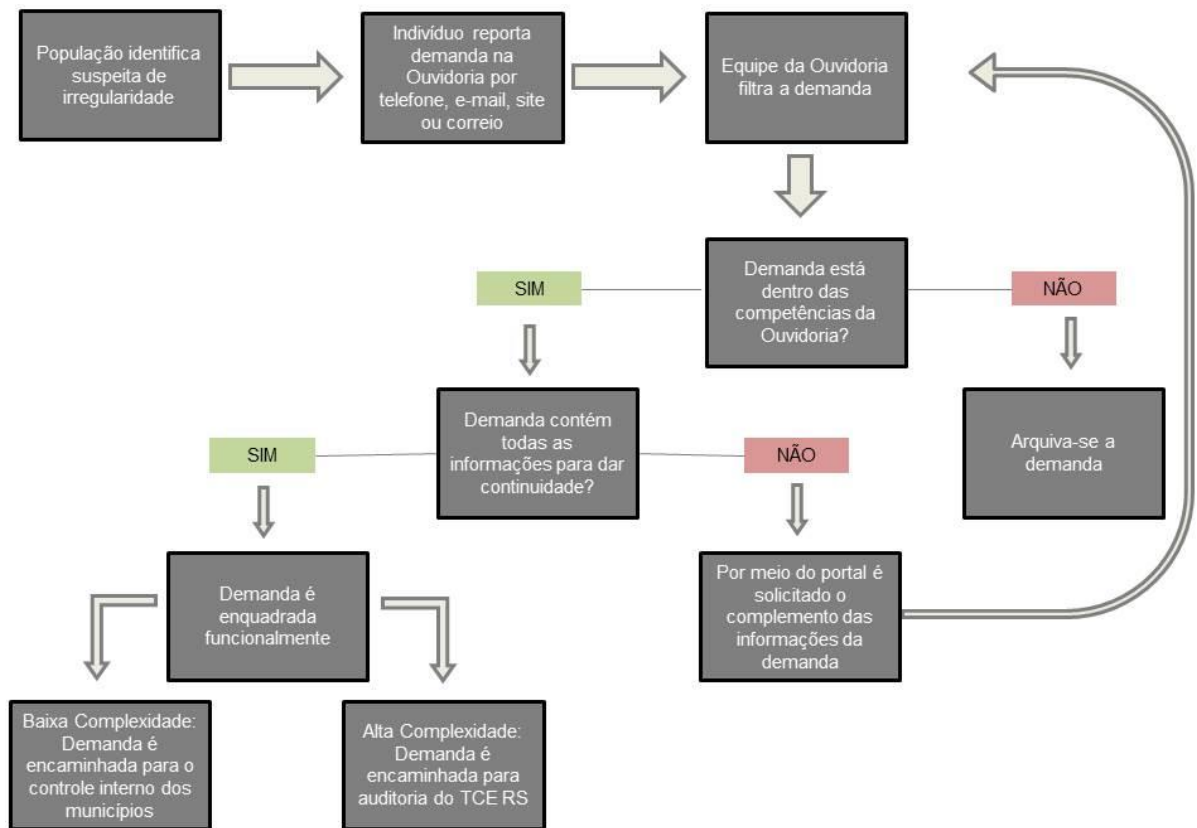 População identifica
suspeita de
irregularidade
Indivíduo reporta
demanda na
Ouvidoria por
telefone, e-mail, site
ou correio
Equipe da Ouvidoria
filtra a demanda
Demanda está
dentro das
competências da
Ouvidoria?
SIM
NÃO
Demanda contém
todas as
informações para dar
continuidade?
Arquiva-se a
demanda
SIM
NÃO
Demanda é
enquadrada
funcionalmente
Por meio do portal é
solicitado o
complemento das
informações da
demanda
Baixa Complexidade:
Demanda é
encaminhada para o
controle interno dos
municípios
Alta Complexidade:
Demanda é
encaminhada para
auditoria do TCE RS